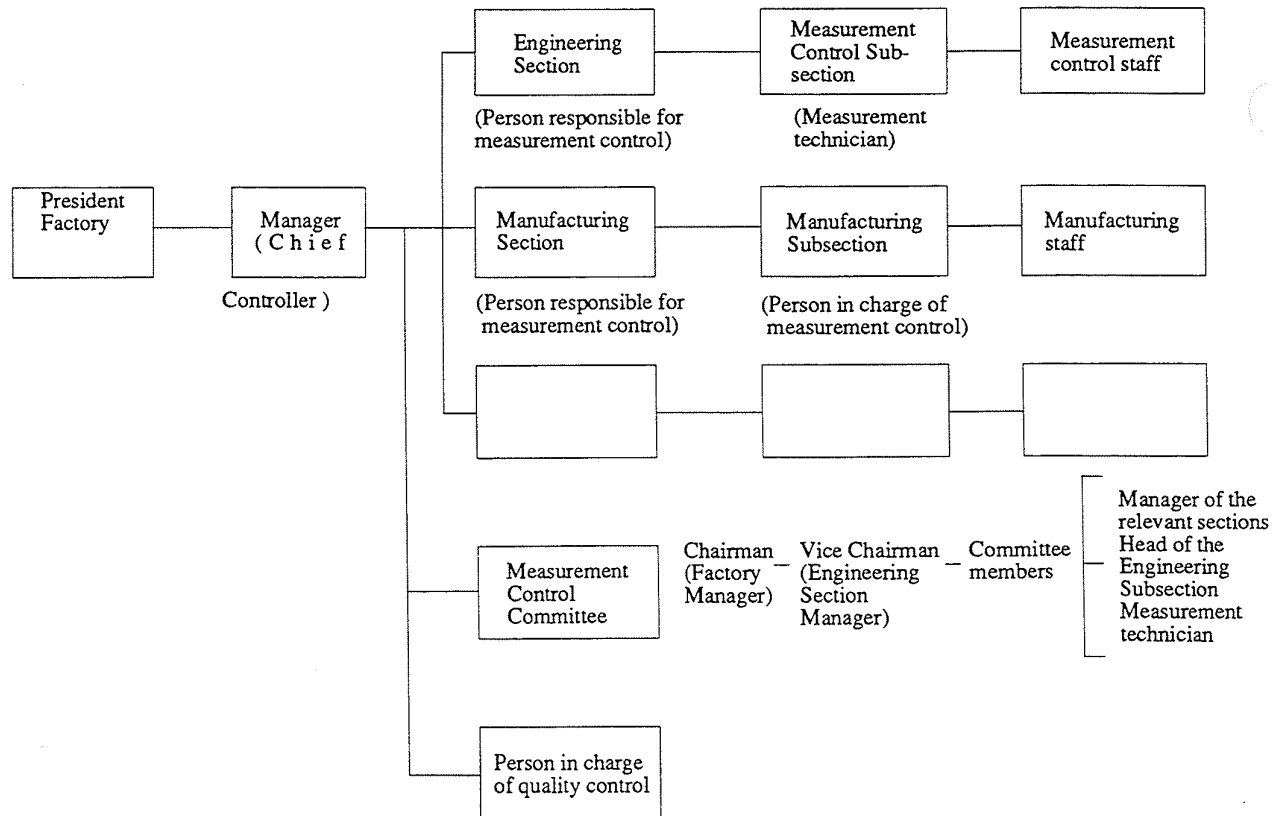 Engineering
Section
Measurement
Control Sub-
section
Measurement
control staff
(Person responsible for
measurement control)
(Measurement
technician)
President
Factory
Manager
( C h i e f
Controller )
Manufacturing
Section
Manufacturing
Subsection
Manufacturing
staff
(Person responsible for
measurement control)
(Person in charge of
measurement control)
Measurement
Control
Committee
Chairman
(Factory
Manager)
Vice Chairman
(Engineering
Section
Manager)
Committee
members
Manager of the
relevant sections
Head of the
Engineering
Subsection
Measurement
technician
Person in charge
of quality control